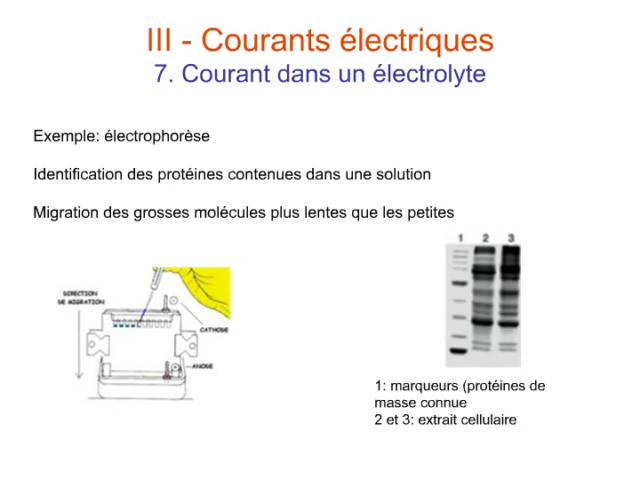 III - Courants électriques
7. Courant dans un électrolyte
Exemple: électrophorèse
Identification des protéines contenues dans une solution
Migration des grosses molécules plus lentes que les petites
1 2 3
DIRECTION
DE MIGRATION
CATHODE
ANODE
1: marqueurs (protéines de
masse connue
2 et 3: extrait cellulaire